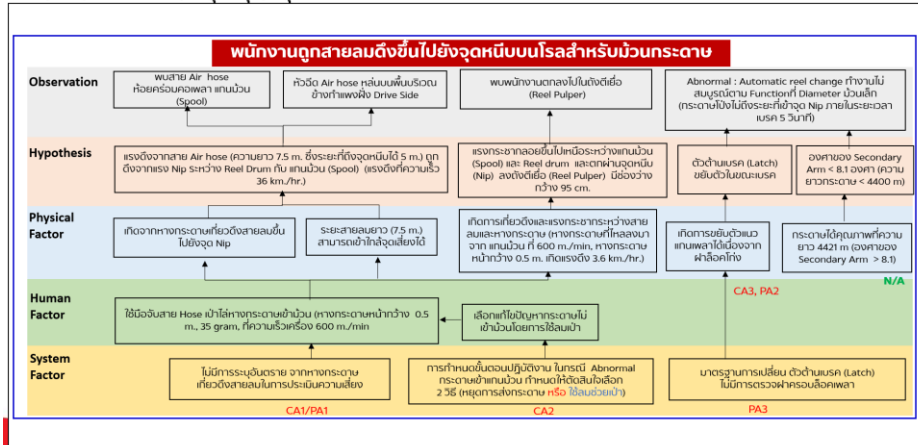 พนักงานถูกสายลมดึงขึ้นไปยังจุดหนีบบนโรลสำหรับม้วนกระดาษ
Observation
พบสาย Air hose
ห้อยคร่อมคอเพลา แกนม้วน
(Spool)
หัวฉีด Air hose หล่นบนพื้นบริเวณ
ข้างกำแพงฝั่ง Drive Side
พบพนักงานตกลงไปในถังตีเยื่อ
(Reel Pulper)
Abnormal : Automatic reel change ทำงานไม่
สมบูรณ์ตาม Functionที่ Diameter ม้วนเล็ก
(กระดาษโป่งไม่ถึงระยะที่เข้าจุด Nip ภายในระยะเวลา
เบรค 5 วินาที)
Hypothesis
แรงดึงจากสาย Air hose (ความยาว 7.5 m. ซึ่งระยะที่ถึงจุดหนีบได้ 5 m.) ถูก
ดึงจากแรง Nip ระหว่าง Reel Drum กับ แกนม้วน (Spool) (แรงดึงที่ความเร็ว
36 km./hr.)
แรงกระชากลอยขึ้นไปเหนือระหว่างแกนม้วน
(Spool) และ Reel drum และตกผ่านจุดหนีบ
(Nip) ลงถังตีเยื่อ (Reel Pulper) มีช่องว่าง
กว้าง 95 cm.
ตัวต้านเบรค (Latch)
ขยับตัวในขณะเบรค
องศาของ Secondary
Arm < 8.1 องศา (ความ
ยาวกระดาษ < 4400 m)
Physical
Factor
เกิดจากหางกระดาษเกี่ยวดึงสายลมขึ้น
ไปยังจุด Nip
ระยะสายลมยาว (7.5 m.)
สามารถเข้าใกล้จุดเสี่ยงได้
เกิดการเกี่ยวดึงและแรงกระชากระหว่างสาย
ลมและหางกระดาษ (หางกระดาษที่ไหลลงมา
จาก แกนม้วน ที่ 600 m./min, หางกระดาษ
หน้ากว้าง 0.5 m. เกิดแรงดึง 3.6 km./hr.)
เกิดการขยับตัวแนว
แกนเพลาได้เนื่องจาก
ฝาล็อคโก่ง
กระดาษได้คุณภาพที่ความ
ยาว 4421 m (องศาของ
Secondary Arm > 8.1)
N/A
CA3, PA2
Human
Factor
ใช้มือจับสาย Hose เป่าไล่หางกระดาษเข้าม้วน (หางกระดาษหน้ากว้าง 0.5
m., 35 gram, ที่ความเร็วเครื่อง 600 m./min
เลือกแก้ไขปัญหากระดาษไม่
เข้าม้วนโดยการใช้ลมเป่า
System
Factor
ไม่มีการระบุอันตราย จากหางกระดาษ
เกี่ยวดึงสายลมในการประเมินความเสี่ยง
การกำหนดขั้นตอนปฏิบัติงาน ในกรณี Abnormal
กระดาษเข้าแกนม้วน กำหนดให้ตัดสินใจเลือก
2 วิธี (หยุดการส่งกระดาษ หรือ ใช้ลมช่วยเป่า)
มาตรฐานการเปลี่ยน ตัวต้านเบรค (Latch)
ไม่มีการตรวจฝาครอบล็อคเพลา
CA1/PA1
CA2
PA3